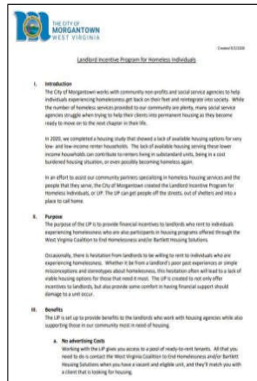 THE CITY OF
MORGANTOWN
WEST VIRGINIA
Landlord Incentive Program for Homeless Individuals
I. Introduction
The City of Morgantown works with community non-profits and social service agencies to help
individuals experiencing homelessness get back on their feet and reintegrate into society. While
the number of homeless services provided to our community are plenty, many social service
agencies struggle when trying to help their clients into permanent housing as they become
ready to move on to the next chapter in their life.
In 2020, we completed a housing study that showed a lack of available housing options for very
low- and low-income renter households. The lack of available housing serving these lower
income households can contribute to renters living in substandard units, being in a cost
burdened housing situation, or even possibly becoming homeless again.
In an effort to assist our community partners specializing in homeless housing services and the
people that they serve, the City of Morgantown created the Landlord Incentive Program for
Homeless Individuals, or LIP. The LIP can get people off the streets, out of shelters and into a
place to call home.
II. Purpose
The purpose of the LIP is to provide financial incentives to landlords who rent to individuals
experiencing homelessness who are also participants in housing programs offered through the
West Virginia Coalition to End Homelessness and/or Bartlett Housing Solutions.
Occasionally, there is hesitation from landlords to be willing to rent to individuals who are
experiencing homelessness. Whether it be from a landlord's poor past experiences or simple
misconceptions and stereotypes about homelessness, this hesitation often will lead to a lack of
viable housing options for those that need it most. The LIP is created to not only offer
incentives to landlords, but also provide some comfort in having financial support should
damage to a unit occur.
III. Benefits
The LIP is set up to provide benefits to the landlords who work with housing agencies while also
supporting those in our community most in need of housing.
a. No advertising Costs
Working with the LIP gives you access to a pool of ready-to-rent tenants. All that you
need to do is contact the West Virginia Coalition to End Homelessness and/or Bartlett
Housing Solutions when you have a vacant and eligible unit, and they'll match you with
a client that is looking for housing.